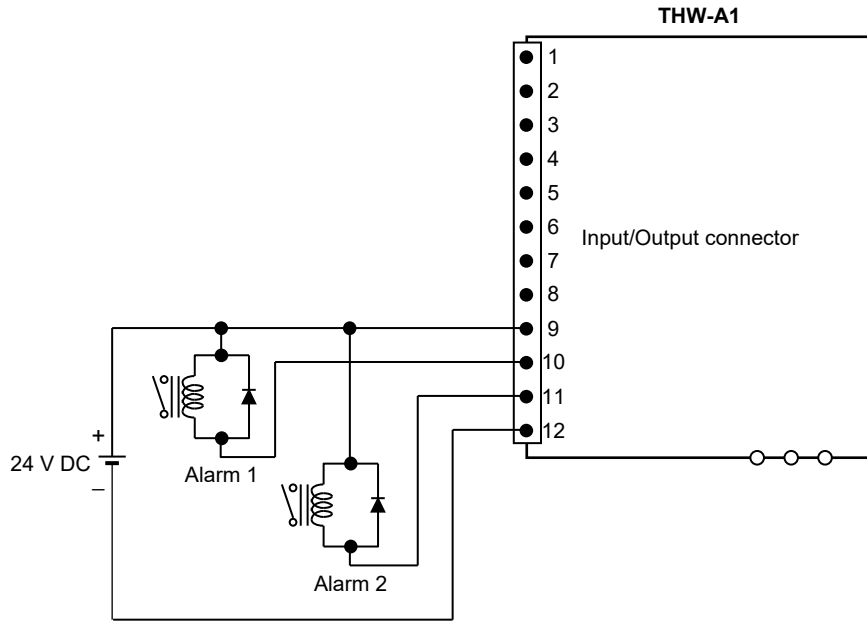 THW-A1
1
2
3
4
5
6
7
8
9
10
11
12
Input/Output connector
+
24 V DC
–
Alarm 1
Alarm 2